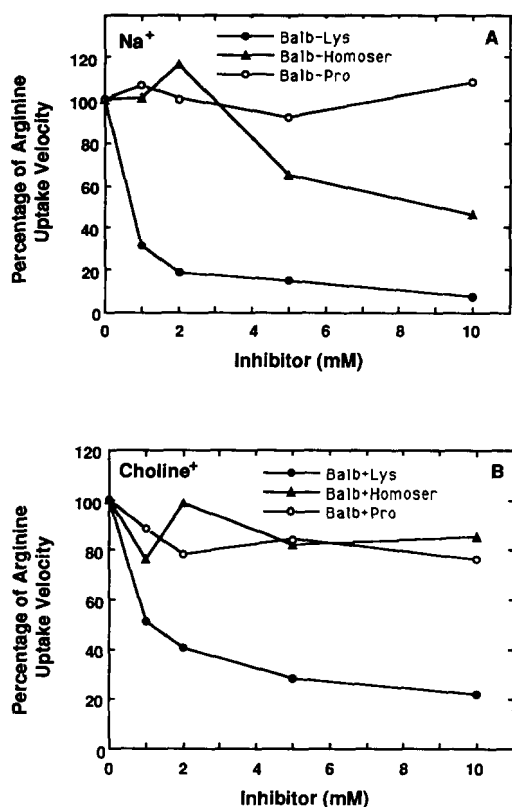 Na+
Balb-Lys
Balb-Homoser
Balb-Pro
A
Percentage of Arginine
Uptake Velocity
120
100
80
60
40
20
0
0 2 4 6 8 10
Inhibitor (mM)
Choline+
Balb+Lys
Balb+Homoser
Balb+Pro
B
Percentage of Arginine
Uptake Velocity
120
100
80
60
40
20
0
0 2 4 6 8 10
Inhibitor (mM)